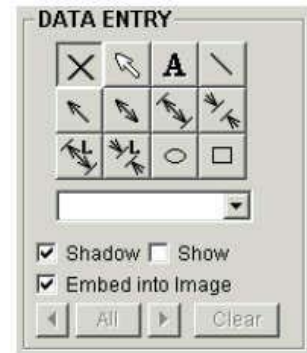 DATA ENTRY
A
L L
Shadow Show
Embed into Image
All Clear